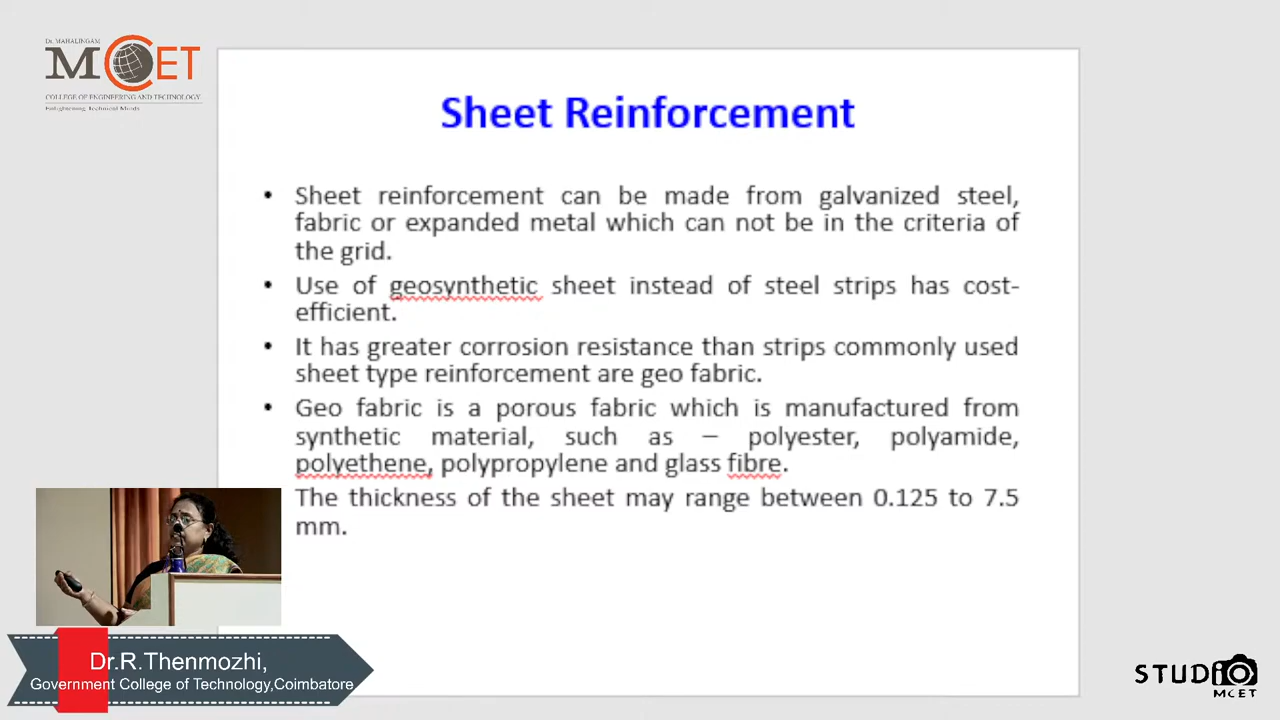 Dr. MAHALINGAM
MCET
COLLEGE OF ENGINEERING AND TECHNOLOGY
Enlightening Technical Minds
Sheet Reinforcement
• Sheet reinforcement can be made from galvanized steel,
fabric or expanded metal which can not be in the criteria of
the grid.
• Use of geosynthetic sheet instead of steel strips has cost-
efficient.
• It has greater corrosion resistance than strips commonly used
sheet type reinforcement are geo fabric.
• Geo fabric is a porous fabric which is manufactured from
synthetic material, such as – polyester, polyamide,
polyethene, polypropylene and glass fibre.
The thickness of the sheet may range between 0.125 to 7.5
mm.
Dr.R.Thenmozhi,
Government College of Technology,Coimbatore
STUDIO
MCET